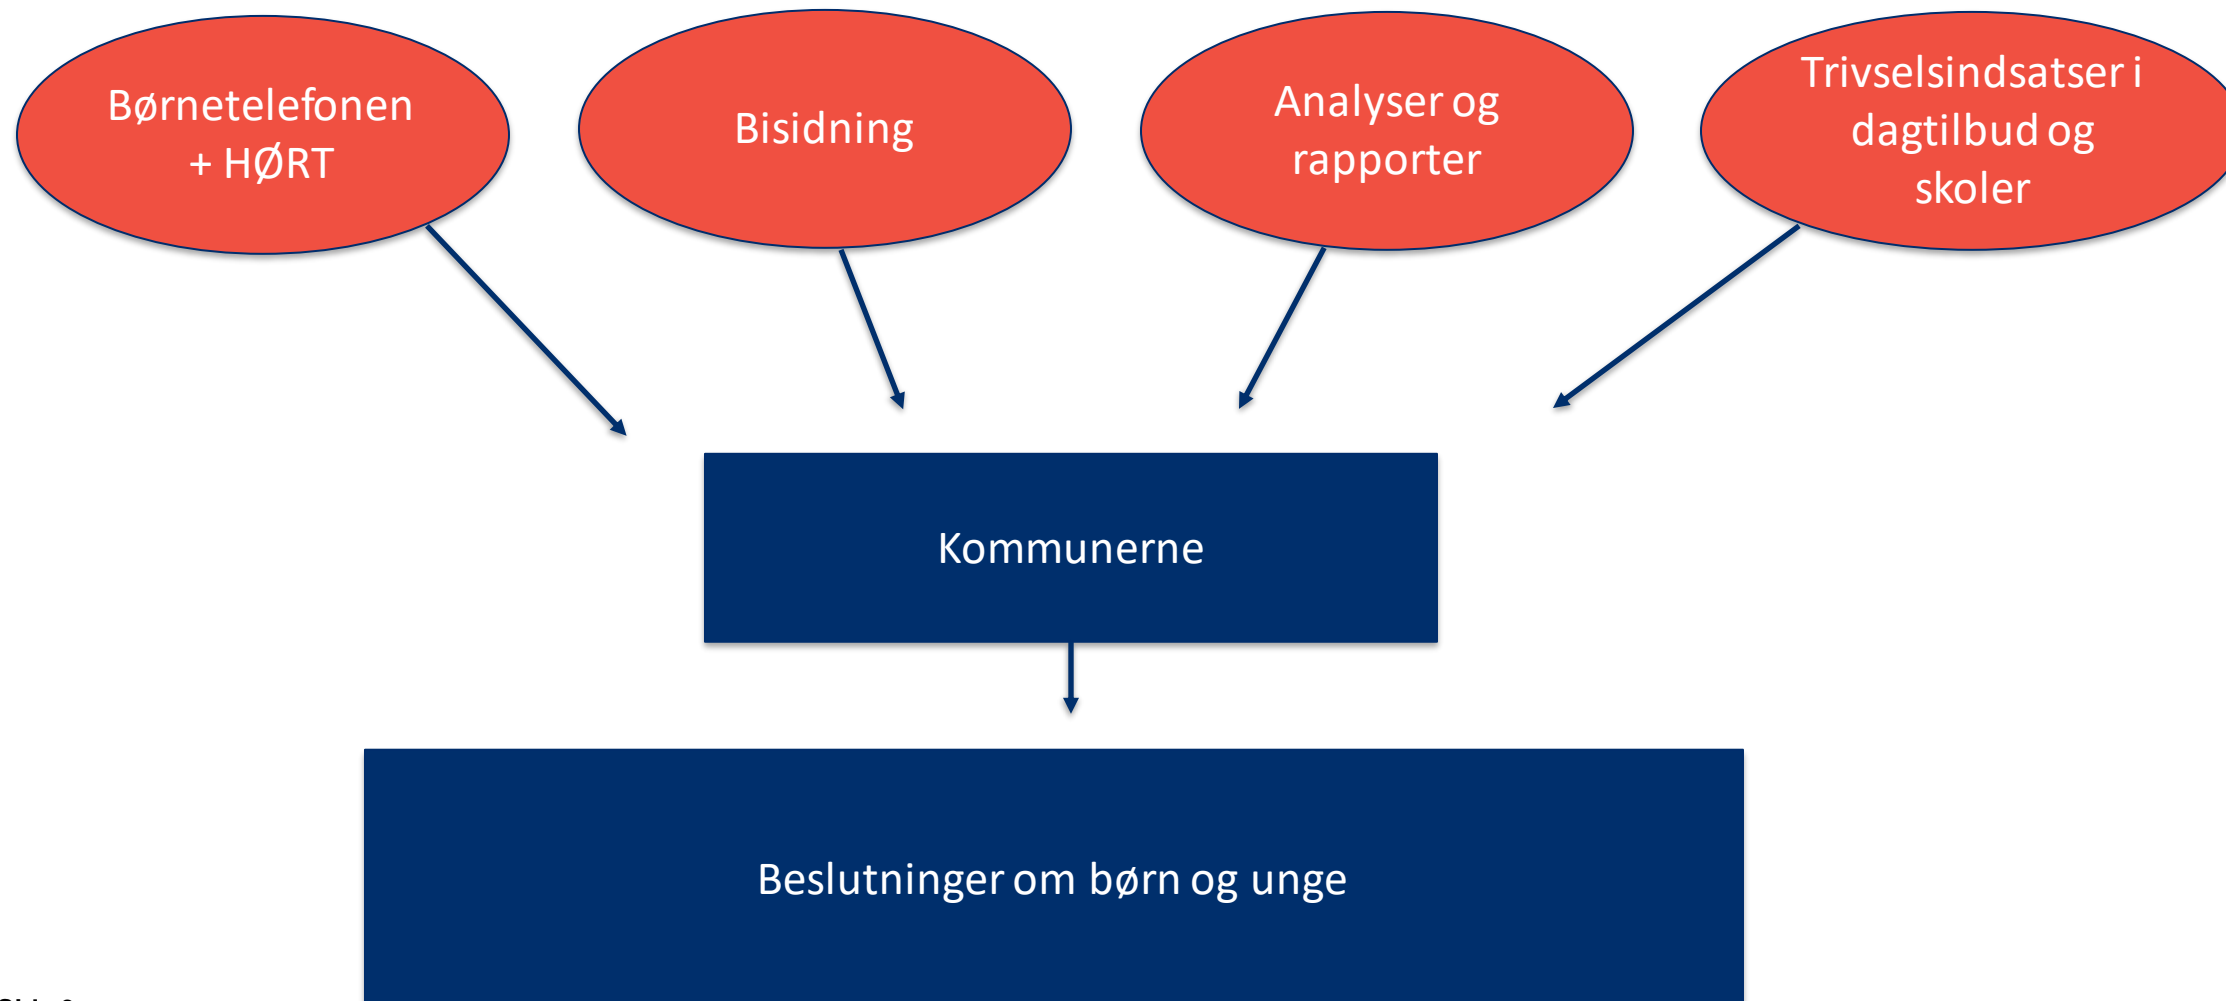 Børnetelefonen
+ HØRT
Bisidning
Analyser og
rapporter
Trivselsindsatser i
dagtilbud og
skoler
Kommunerne
Beslutninger om børn og unge